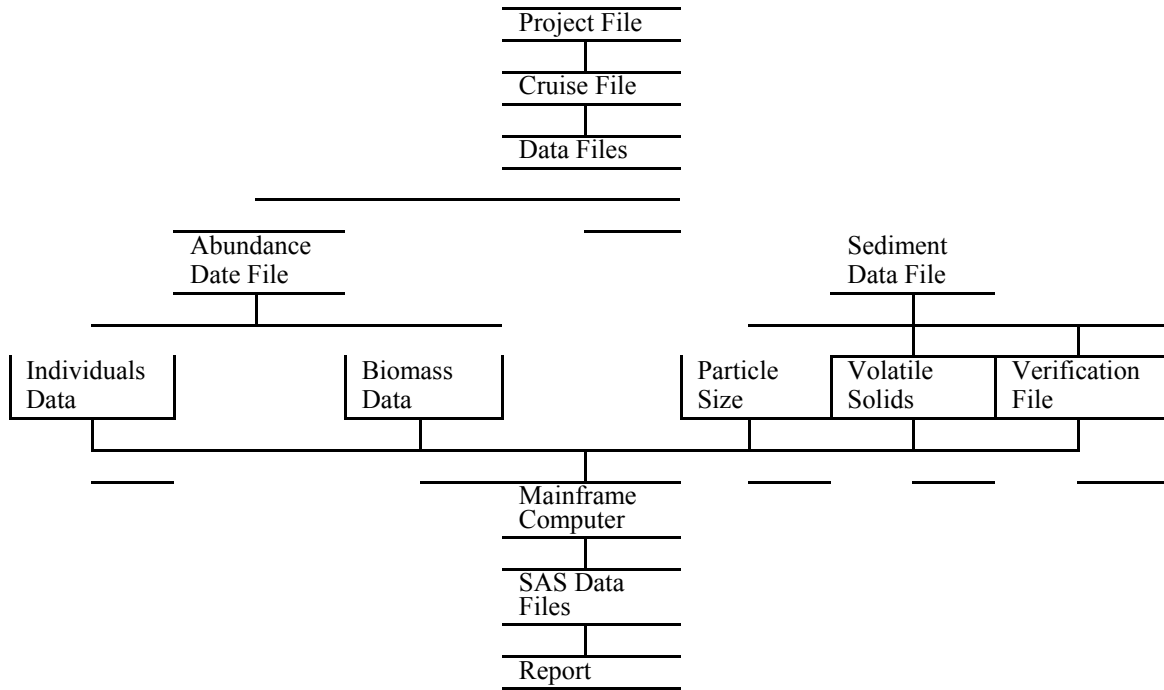 Project File
Cruise File
Data Files
Abundance
Date File
Sediment
Data File
Individuals
Data
Biomass
Data
Particle
Size
Volatile
Solids
Verification
File
Mainframe
Computer
SAS Data
Files
Report